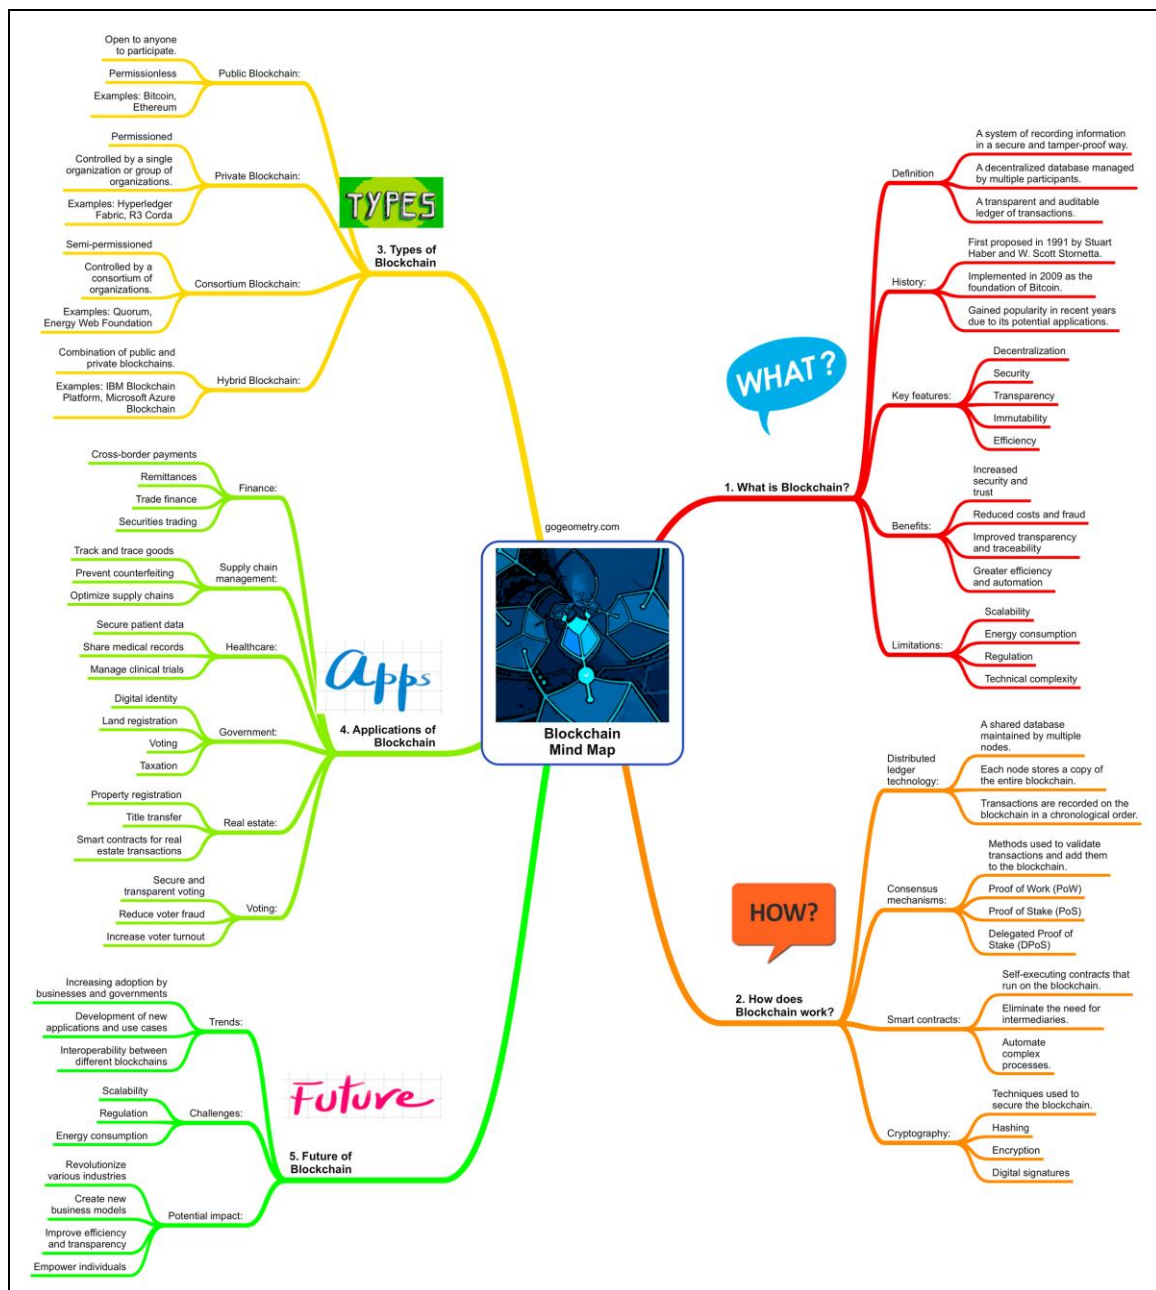 gogeometry.com
Blockchain
Mind Map
WHAT?
1. What is Blockchain?
Definition
A system of recording information
in a secure and tamper-proof way.
A decentralized database managed
by multiple participants.
A transparent and auditable
ledger of transactions.
History:
First proposed in 1991 by Stuart
Haber and W. Scott Stornetta.
Implemented in 2009 as the
foundation of Bitcoin.
Gained popularity in recent years
due to its potential applications.
Key features:
Decentralization
Security
Transparency
Immutability
Efficiency
Benefits:
Increased
security and
trust
Reduced costs and fraud
Improved transparency
and traceability
Greater efficiency
and automation
Limitations:
Scalability
Energy consumption
Regulation
Technical complexity
HOW?
2. How does
Blockchain work?
Distributed
ledger
technology:
A shared database
maintained by multiple
nodes.
Each node stores a copy of
the entire blockchain.
Transactions are recorded on the
blockchain in a chronological order.
Consensus
mechanisms:
Methods used to validate
transactions and add them
to the blockchain.
Proof of Work (PoW)
Proof of Stake (PoS)
Delegated Proof of
Stake (DPoS)
Smart contracts:
Self-executing contracts that
run on the blockchain.
Eliminate the need for
intermediaries.
Automate
complex
processes.
Cryptography:
Techniques used to
secure the blockchain.
Hashing
Encryption
Digital signatures
TYPES
3. Types of
Blockchain
Public Blockchain:
Open to anyone
to participate.
Permissionless
Examples: Bitcoin,
Ethereum
Private Blockchain:
Permissioned
Controlled by a single
organization or group of
organizations.
Examples: Hyperledger
Fabric, R3 Corda
Consortium Blockchain:
Semi-permissioned
Controlled by a
consortium of
organizations.
Examples: Quorum,
Energy Web Foundation
Hybrid Blockchain:
Combination of public and
private blockchains.
Examples: IBM Blockchain
Platform, Microsoft Azure
Blockchain
Apps
4. Applications of
Blockchain
Finance:
Cross-border payments
Remittances
Trade finance
Securities trading
Supply chain
management:
Track and trace goods
Prevent counterfeiting
Optimize supply chains
Healthcare:
Secure patient data
Share medical records
Manage clinical trials
Government:
Digital identity
Land registration
Voting
Taxation
Real estate:
Property registration
Title transfer
Smart contracts for real
estate transactions
Voting:
Secure and
transparent voting
Reduce voter fraud
Increase voter turnout
Future
5. Future of
Blockchain
Trends:
Increasing adoption by
businesses and governments
Development of new
applications and use cases
Interoperability between
different blockchains
Challenges:
Scalability
Regulation
Energy consumption
Potential impact:
Revolutionize
various industries
Create new
business models
Improve efficiency
and transparency
Empower individuals